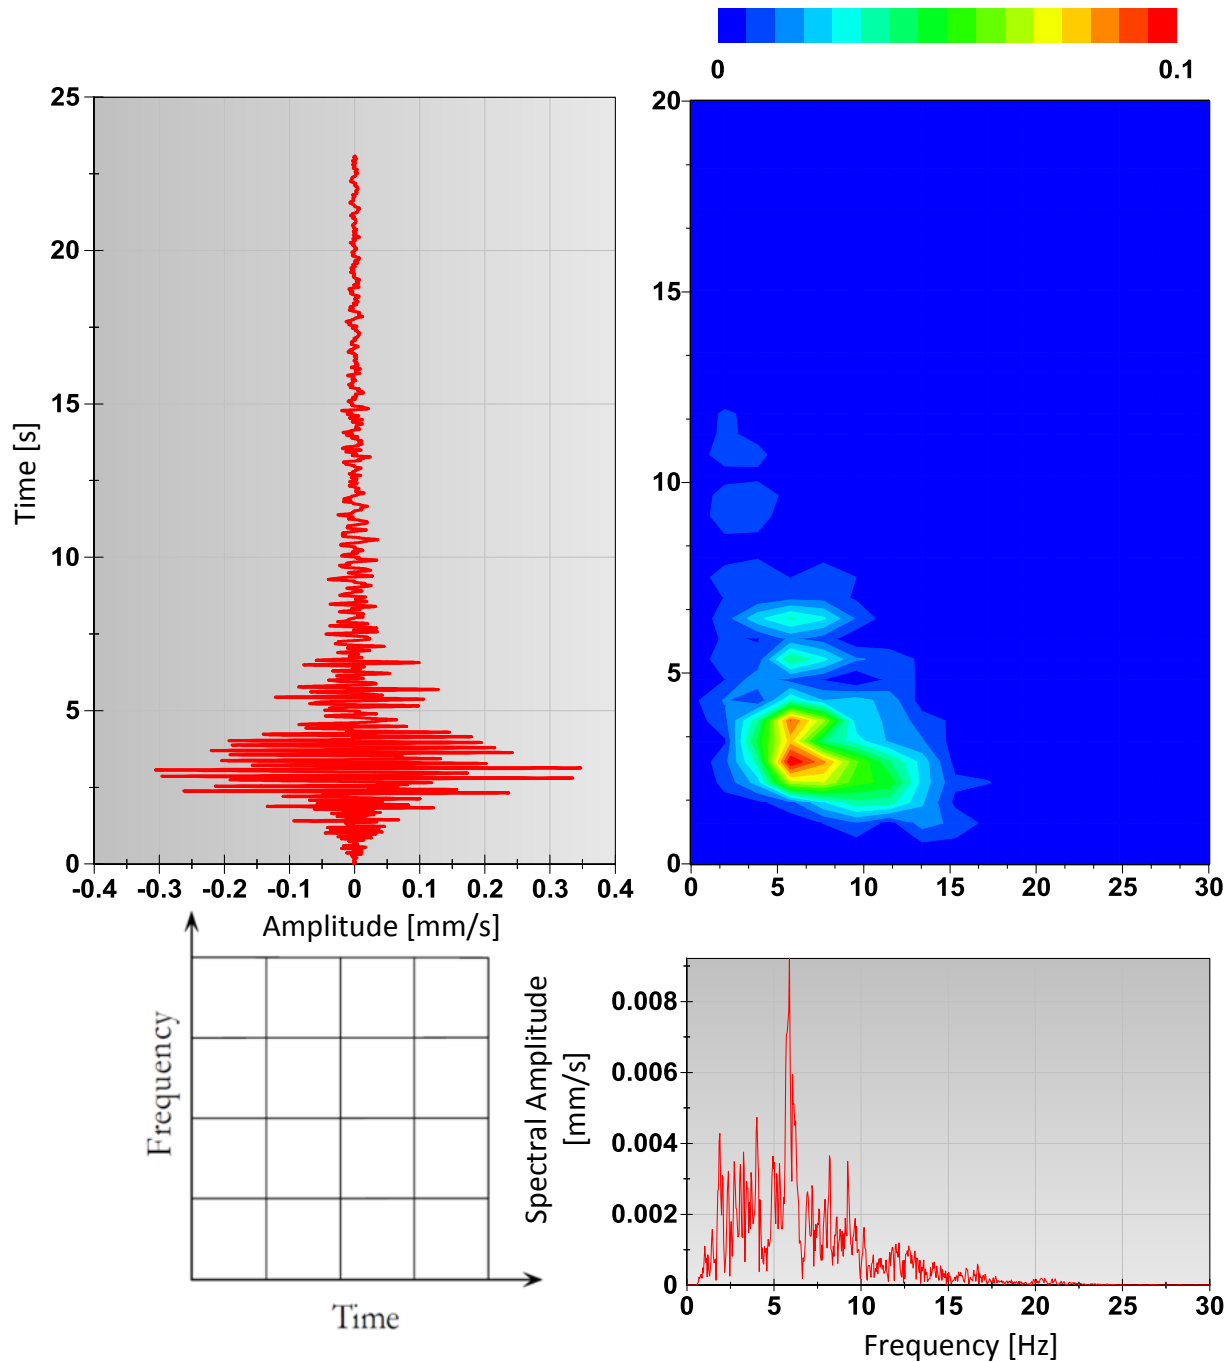 0 0.1
25
20
15
10
5
0
Time [s]
-0.4 -0.3 -0.2 -0.1 0 0.1 0.2 0.3 0.4
Amplitude [mm/s]
20
15
10
5
0
0 5 10 15 20 25 30
Frequency
Time
Spectral Amplitude
[mm/s]
0.008
0.006
0.004
0.002
0
0 5 10 15 20 25 30
Frequency [Hz]